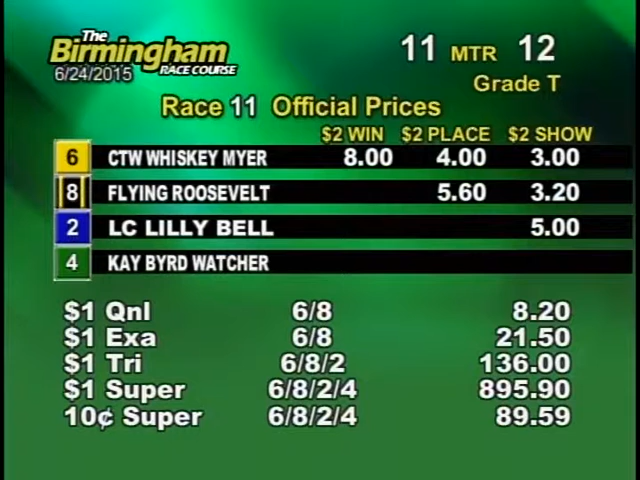 The
Birmingham
RACE COURSE
6/24/2015
11 MTR 12
Grade T
Race 11 Official Prices
$2 WIN $2 PLACE $2 SHOW
6 CTW WHISKEY MYER 8.00 4.00 3.00
8 FLYING ROOSEVELT 5.60 3.20
2 LC LILLY BELL 5.00
4 KAY BYRD WATCHER
$1 Qnl 6/8 8.20
$1 Exa 6/8 21.50
$1 Tri 6/8/2 136.00
$1 Super 6/8/2/4 895.90
10¢ Super 6/8/2/4 89.59